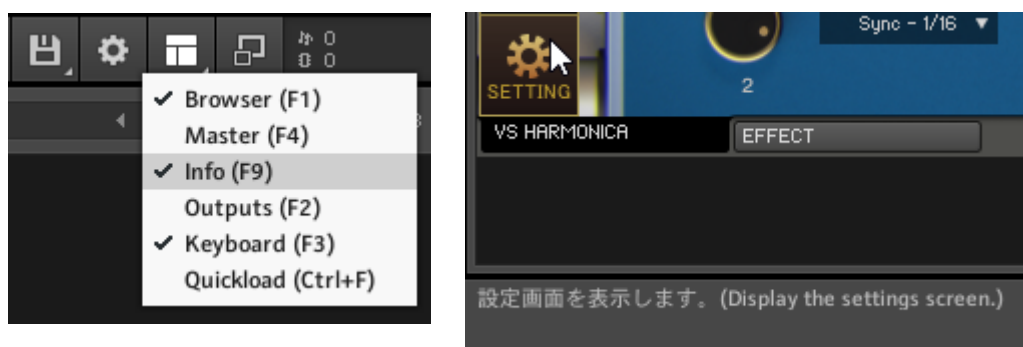 0
0
✔ Browser (F1)
Master (F4)
✔ Info (F9)
Outputs (F2)
✔ Keyboard (F3)
Quickload (Ctrl+F)
Sync - 1/16 ▼
SETTING
2
VS HARMONICA
EFFECT
設定画面を表示します。(Display the settings screen.)